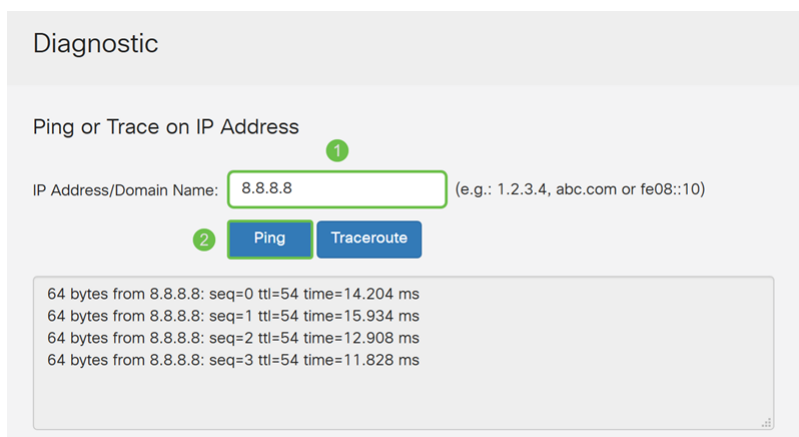 Diagnostic
Ping or Trace on IP Address
1
IP Address/Domain Name: 8.8.8.8 (e.g.: 1.2.3.4, abc.com or fe08::10)
2 Ping Traceroute
64 bytes from 8.8.8.8: seq=0 ttl=54 time=14.204 ms
64 bytes from 8.8.8.8: seq=1 ttl=54 time=15.934 ms
64 bytes from 8.8.8.8: seq=2 ttl=54 time=12.908 ms
64 bytes from 8.8.8.8: seq=3 ttl=54 time=11.828 ms